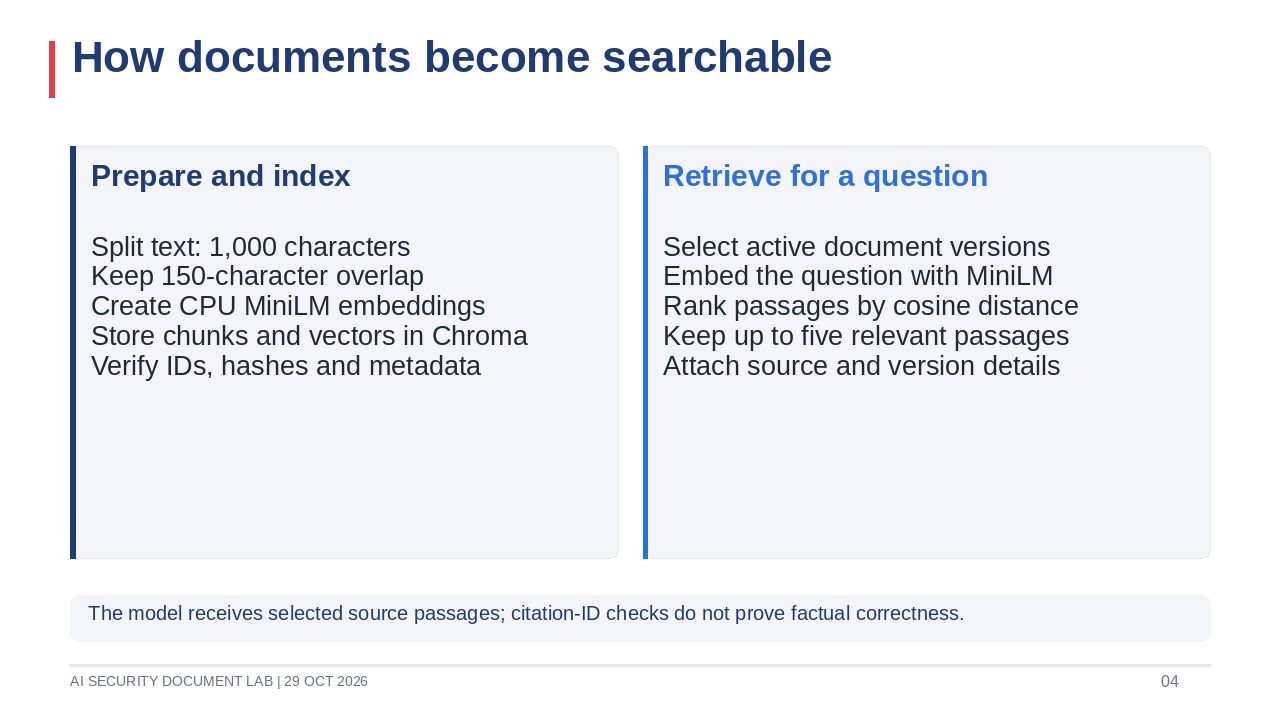 How documents become searchable
Prepare and index
Split text: 1,000 characters
Keep 150-character overlap
Create CPU MiniLM embeddings
Store chunks and vectors in Chroma
Verify IDs, hashes and metadata
Retrieve for a question
Select active document versions
Embed the question with MiniLM
Rank passages by cosine distance
Keep up to five relevant passages
Attach source and version details
The model receives selected source passages; citation-ID checks do not prove factual correctness.
AI SECURITY DOCUMENT LAB | 29 OCT 2026
04